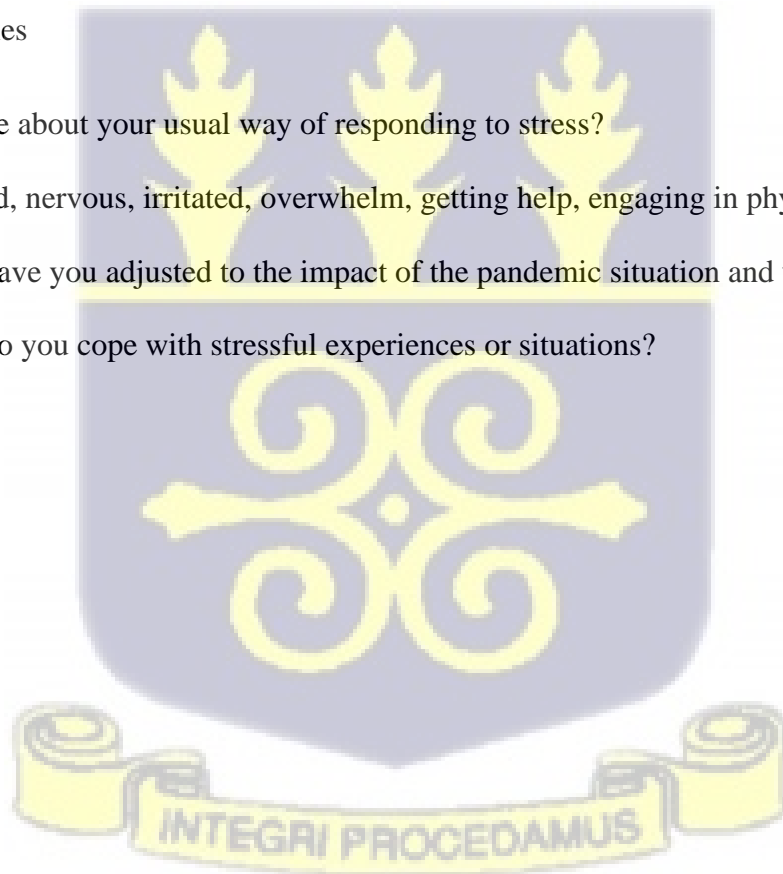 es
e about your usual way of responding to stress?
d, nervous, irritated, overwhelm, getting help, engaging in phy
ave you adjusted to the impact of the pandemic situation and
o you cope with stressful experiences or situations?
INTEGRI PROCEDAMUS